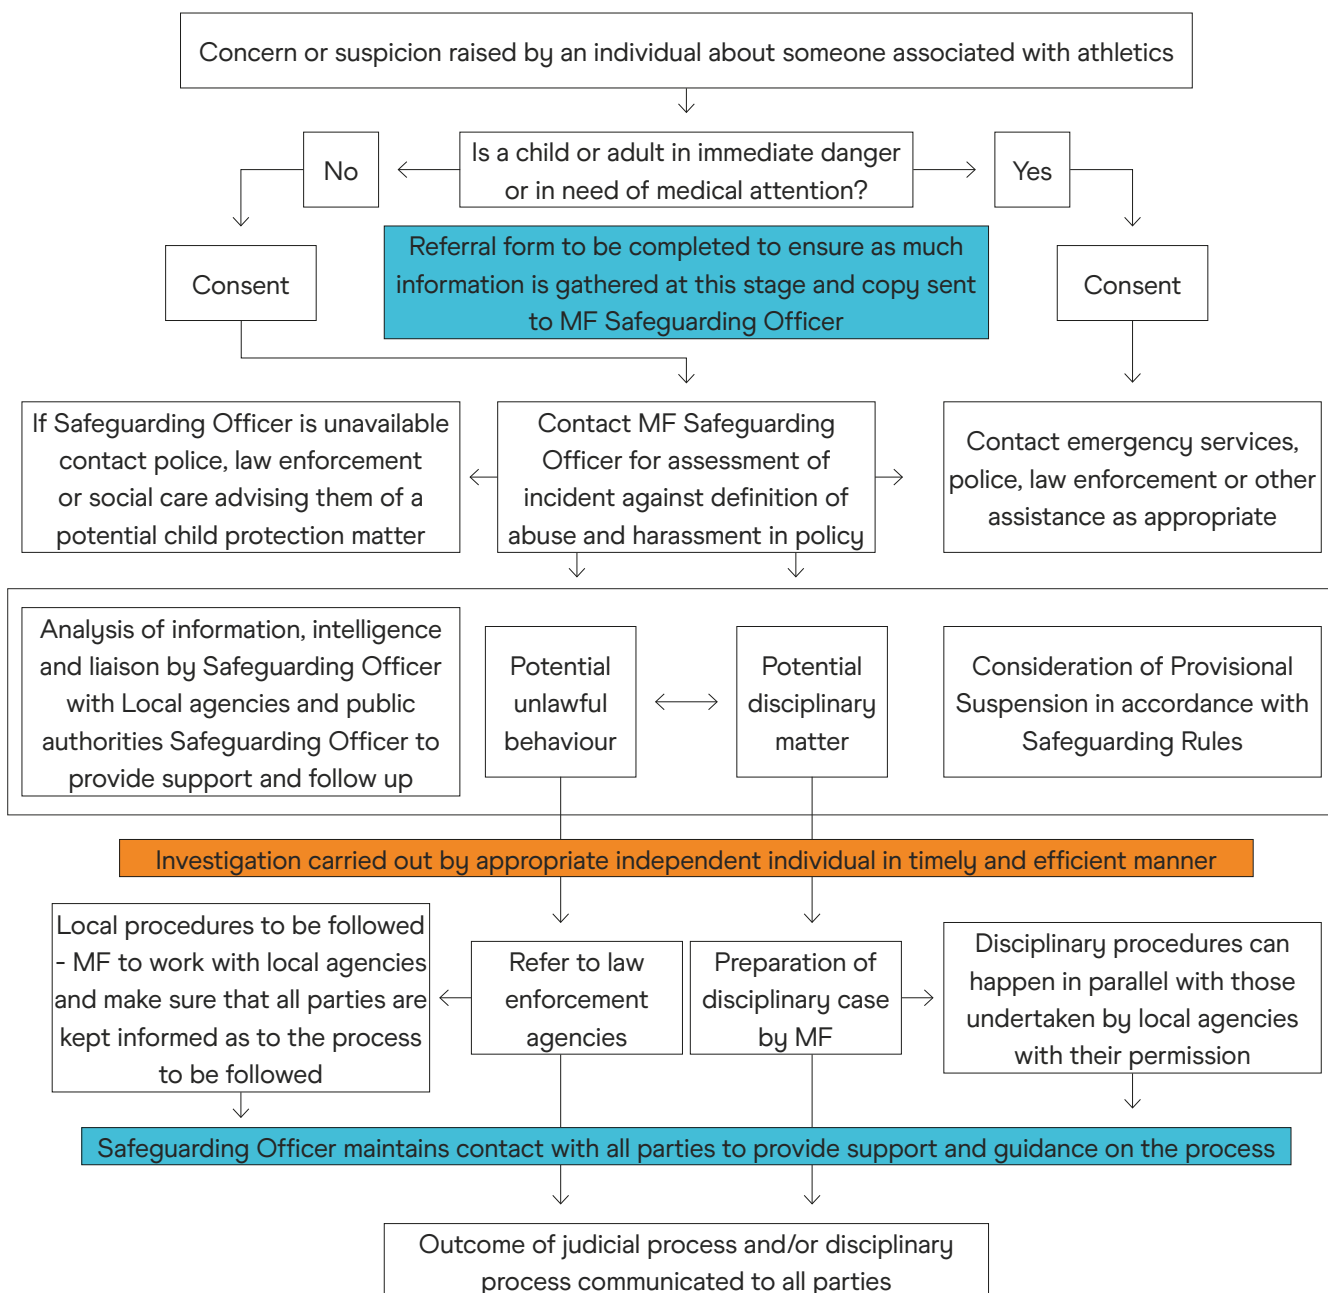 Concern or suspicion raised by an individual about someone associated with athletics
No
Is a child or adult in immediate danger
or in need of medical attention?
Yes
Consent
Referral form to be completed to ensure as much
information is gathered at this stage and copy sent
to MF Safeguarding Officer
Consent
If Safeguarding Officer is unavailable
contact police, law enforcement
or social care advising them of a
potential child protection matter
Contact MF Safeguarding
Officer for assessment of
incident against definition of
abuse and harassment in policy
Contact emergency services,
police, law enforcement or other
assistance as appropriate
Analysis of information, intelligence
and liaison by Safeguarding Officer
with Local agencies and public
authorities Safeguarding Officer to
provide support and follow up
Potential
unlawful
behaviour
Potential
disciplinary
matter
Consideration of Provisional
Suspension in accordance with
Safeguarding Rules
Investigation carried out by appropriate independent individual in timely and efficient manner
Local procedures to be followed
- MF to work with local agencies
and make sure that all parties are
kept informed as to the process
to be followed
Refer to law
enforcement
agencies
Preparation of
disciplinary case
by MF
Disciplinary procedures can
happen in parallel with those
undertaken by local agencies
with their permission
Safeguarding Officer maintains contact with all parties to provide support and guidance on the process
Outcome of judicial process and/or disciplinary
process communicated to all parties